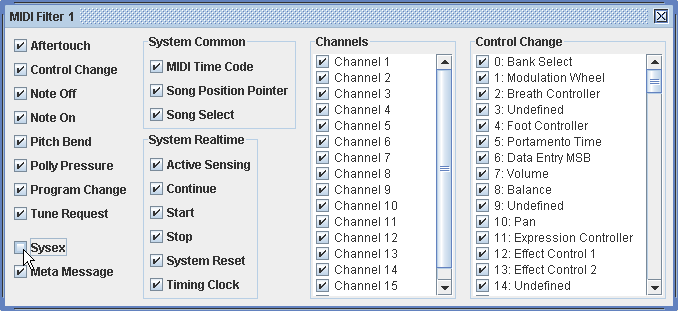 MIDI Filter 1
Aftertouch
Control Change
Note Off
Note On
Pitch Bend
Polly Pressure
Program Change
Tune Request
Sysex
Meta Message
System Common
MIDI Time Code
Song Position Pointer
Song Select
System Realtime
Active Sensing
Continue
Start
Stop
System Reset
Timing Clock
Channels
Channel 1
Channel 2
Channel 3
Channel 4
Channel 5
Channel 6
Channel 7
Channel 8
Channel 9
Channel 10
Channel 11
Channel 12
Channel 13
Channel 14
Channel 15
Control Change
0: Bank Select
1: Modulation Wheel
2: Breath Controller
3: Undefined
4: Foot Controller
5: Portamento Time
6: Data Entry MSB
7: Volume
8: Balance
9: Undefined
10: Pan
11: Expression Controller
12: Effect Control 1
13: Effect Control 2
14: Undefined